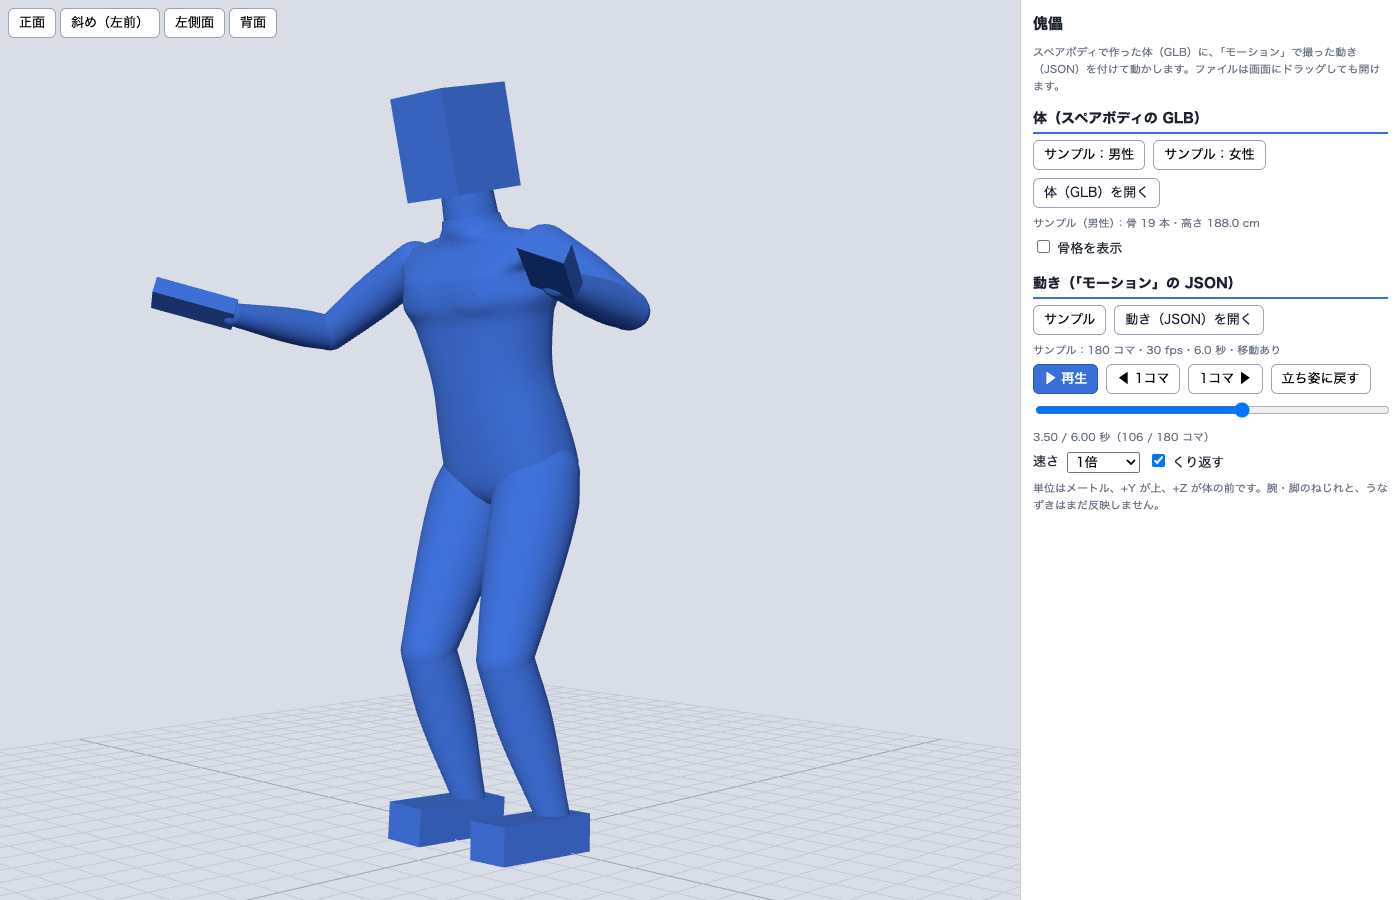 正面 斜め（左前） 左側面 背面
傀儡
スペアボディで作った体（GLB）に、「モーション」で撮った動き
（JSON）を付けて動かします。ファイルは画面にドラッグしても開け
ます。
体（スペアボディの GLB）
サンプル：男性 サンプル：女性
体（GLB）を開く
サンプル（男性）：骨 19 本・高さ 188.0 cm
骨格を表示
動き（「モーション」の JSON）
サンプル 動き（JSON）を開く
サンプル：180 コマ・30 fps・6.0 秒・移動あり
▶ 再生 ◀ 1コマ 1コマ ▶ 立ち姿に戻す
3.50 / 6.00 秒（106 / 180 コマ）
速さ 1倍 くり返す
単位はメートル、+Y が上、+Z が体の前です。腕・脚のねじれと、うな
ずきはまだ反映しません。